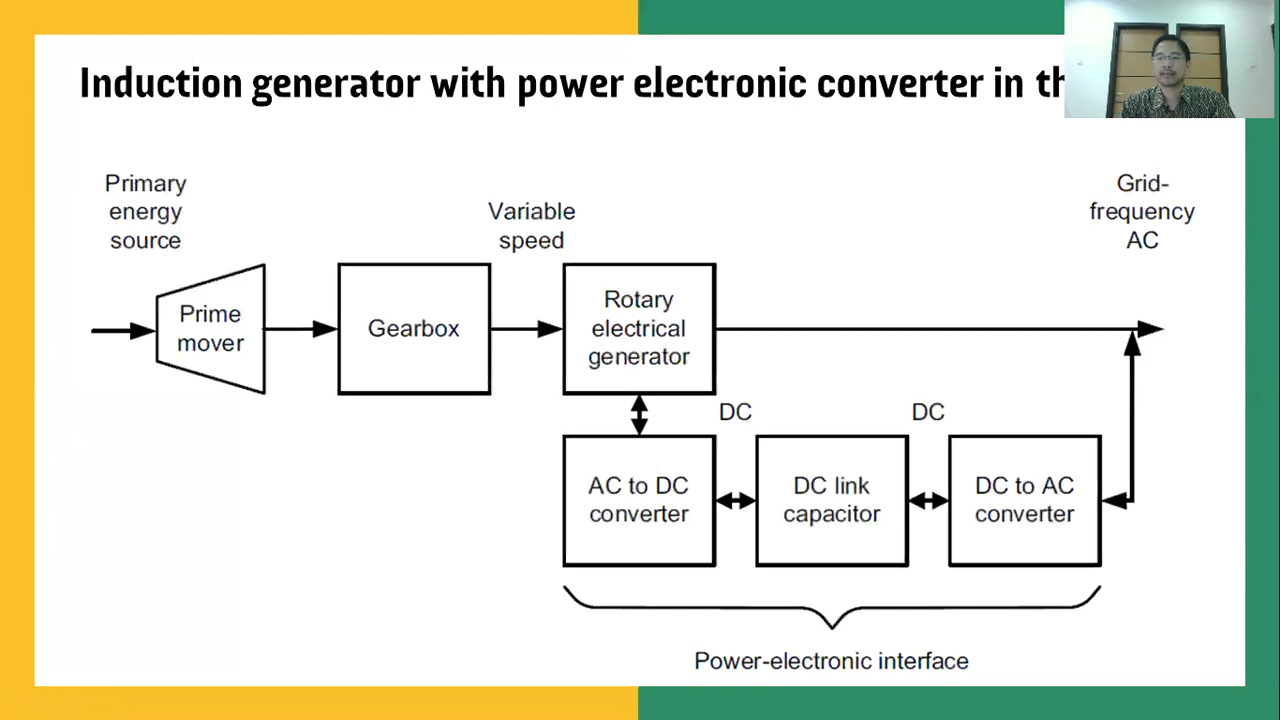 Induction generator with power electronic converter in
Primary
energy
source
Variable
speed
Grid-
frequency
AC
Prime
mover
Gearbox
Rotary
electrical
generator
DC
DC
AC to DC
converter
DC link
capacitor
DC to AC
converter
Power-electronic interface